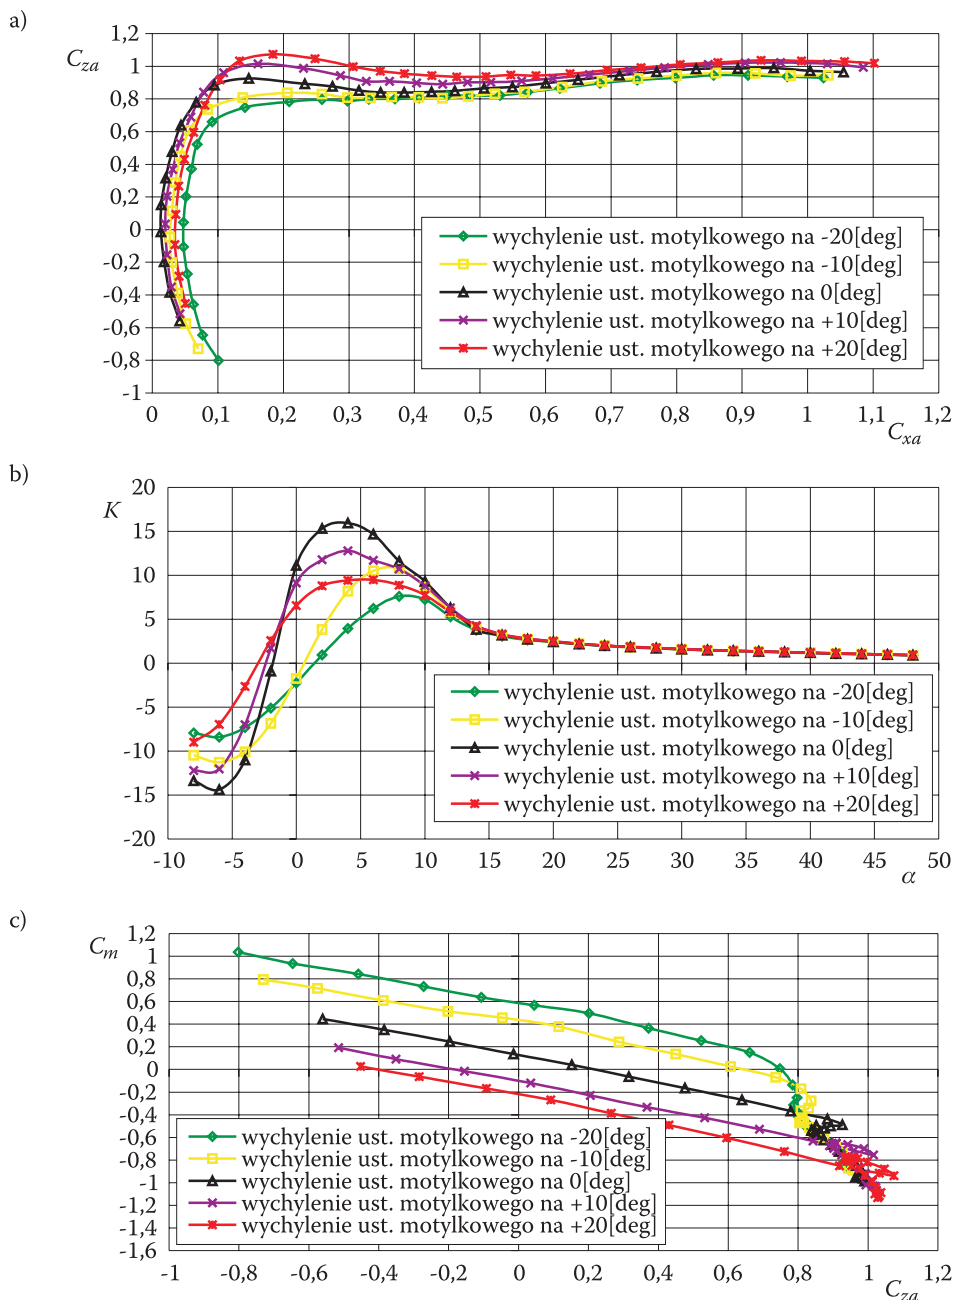 a)
C_za
1,2
1
0,8
0,6
0,4
0,2
0
-0,2
-0,4
-0,6
-0,8
-1
wychylenie ust. motylkowego na -20[deg]
wychylenie ust. motylkowego na -10[deg]
wychylenie ust. motylkowego na 0[deg]
wychylenie ust. motylkowego na +10[deg]
wychylenie ust. motylkowego na +20[deg]
0 0,1 0,2 0,3 0,4 0,5 0,6 0,7 0,8 0,9 1 1,1 1,2
C_xa
b)
K
20
15
10
5
0
-5
-10
-15
-20
wychylenie ust. motylkowego na -20[deg]
wychylenie ust. motylkowego na -10[deg]
wychylenie ust. motylkowego na 0[deg]
wychylenie ust. motylkowego na +10[deg]
wychylenie ust. motylkowego na +20[deg]
-10 -5 0 5 10 15 20 25 30 35 40 45 50
α
c)
C_m
1,2
1
0,8
0,6
0,4
0,2
0
-0,2
-0,4
-0,6
-0,8
-1
-1,2
-1,4
-1,6
wychylenie ust. motylkowego na -20[deg]
wychylenie ust. motylkowego na -10[deg]
wychylenie ust. motylkowego na 0[deg]
wychylenie ust. motylkowego na +10[deg]
wychylenie ust. motylkowego na +20[deg]
-1 -0,8 -0,6 -0,4 -0,2 0 0,2 0,4 0,6 0,8 1 1,2
C_za